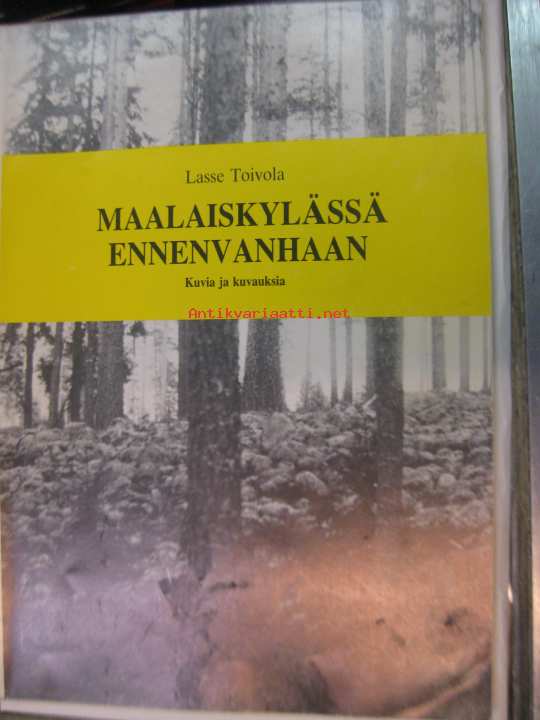 Lasse Toivola
MAALAISKYLÄSSÄ
ENNENVANHAAN
Kuvia ja kuvauksia
Antikvariaatti.net